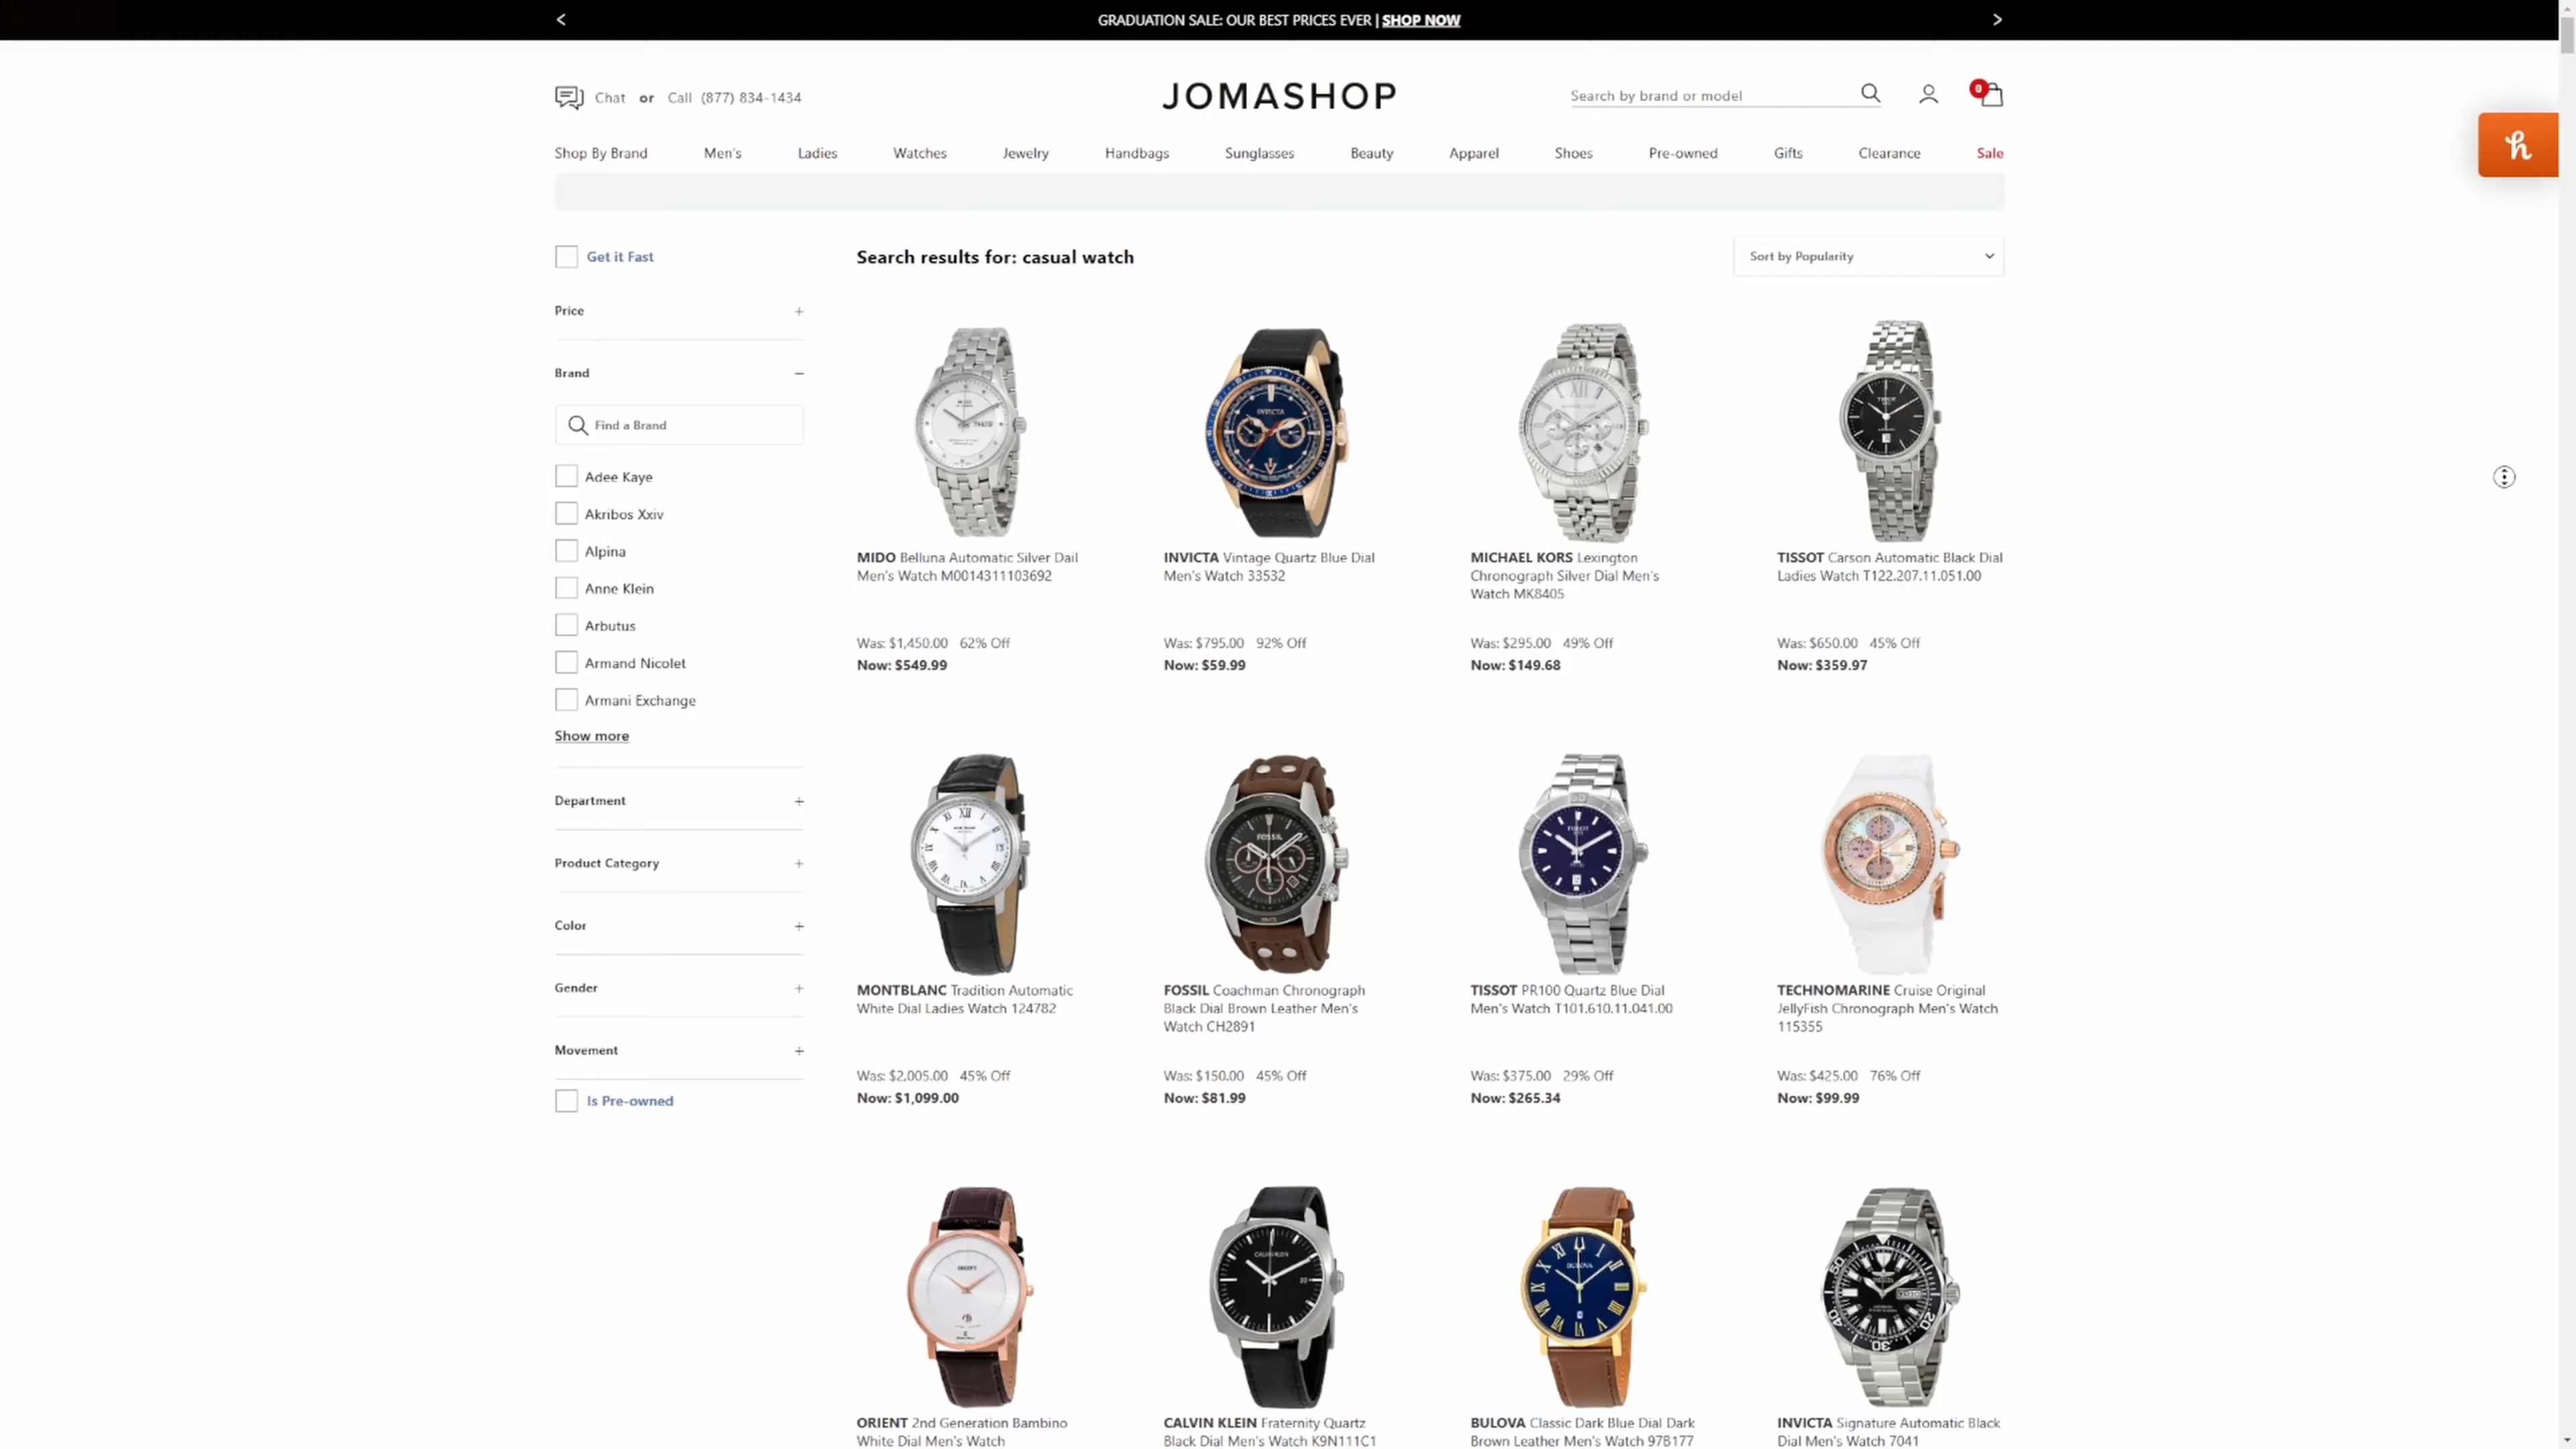 GRADUATION SALE: OUR BEST PRICES EVER | SHOP NOW
Chat or Call (877) 834-1434
JOMASHOP
Search by brand or model
0
Shop By Brand Men's Ladies Watches Jewelry Handbags Sunglasses Beauty Apparel Shoes Pre-owned Gifts Clearance Sale
Get it Fast
Search results for: casual watch
Sort by Popularity
Price
Brand
Find a Brand
Adee Kaye
Akribos Xxiv
Alpina
Anne Klein
Arbutus
Armand Nicolet
Armani Exchange
Show more
Department
Product Category
Color
Gender
Movement
Is Pre-owned
INVICTA
MIDO Belluna Automatic Silver Dail
Men's Watch M0014311103692
Was: $1,450.00 62% Off
Now: $549.99
INVICTA Vintage Quartz Blue Dial
Men's Watch 33532
Was: $795.00 92% Off
Now: $59.99
MICHAEL KORS Lexington
Chronograph Silver Dial Men's
Watch MK8405
Was: $295.00 49% Off
Now: $149.68
TISSOT Carson Automatic Black Dial
Ladies Watch T122.207.11.051.00
Was: $650.00 45% Off
Now: $359.97
FOSSIL
MONTBLANC Tradition Automatic
White Dial Ladies Watch 124782
Was: $2,005.00 45% Off
Now: $1,099.00
FOSSIL Coachman Chronograph
Black Dial Brown Leather Men's
Watch CH2891
Was: $150.00 45% Off
Now: $81.99
TISSOT PR100 Quartz Blue Dial
Men's Watch T101.610.11.041.00
Was: $375.00 29% Off
Now: $265.34
TECHNOMARINE Cruise Original
JellyFish Chronograph Men's Watch
115355
Was: $425.00 76% Off
Now: $99.99
ORIENT
CALVIN KLEIN
BULOVA
ORIENT 2nd Generation Bambino
White Dial Men's Watch
CALVIN KLEIN Fraternity Quartz
Black Dial Men's Watch K9N111C1
BULOVA Classic Dark Blue Dial Dark
Brown Leather Men's Watch 97B177
INVICTA Signature Automatic Black
Dial Men's Watch 7041